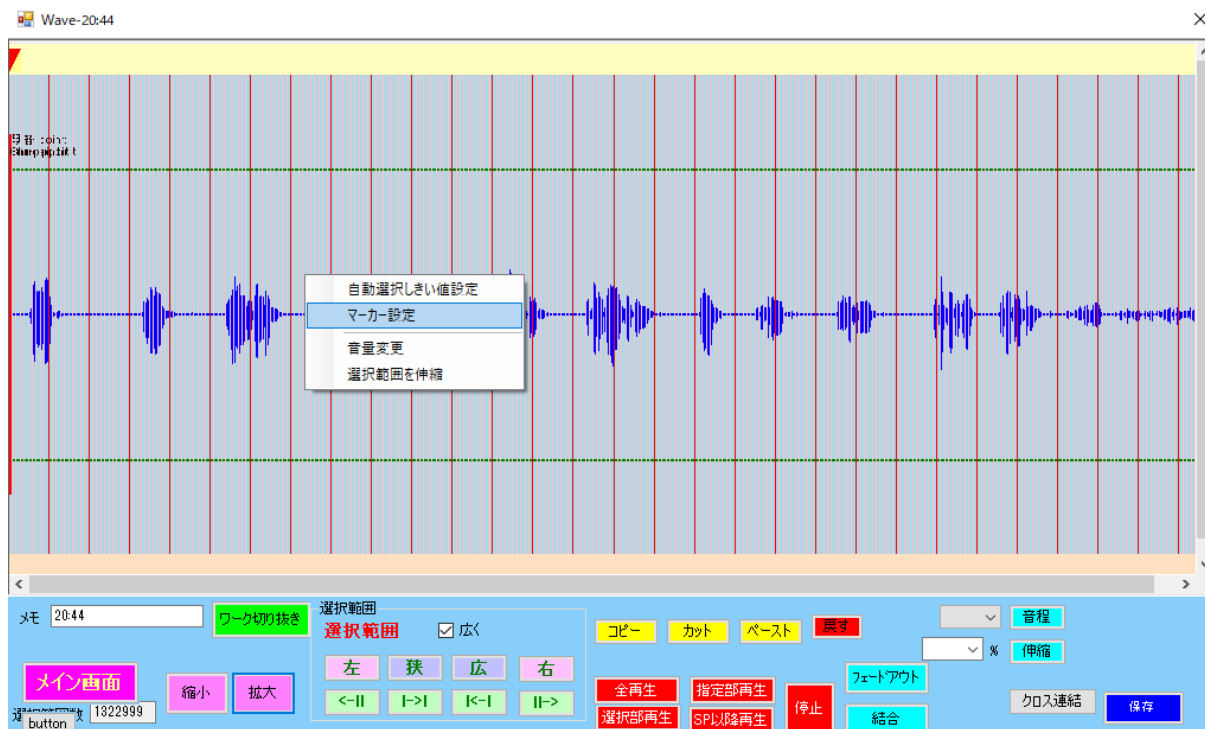 Wave-20:44
自動選択しきい値設定
マーカー設定
音量変更
選択範囲を伸縮
メモ 20:44
ワーク切り抜き
選択範囲
選択範囲 広く
コピー カット ペースト 戻す
音程
% 伸縮
メイン画面
縮小 拡大
左 狭 広 右
<-|| |->| |<-| ||->
全再生 指定部再生
選択部再生 SP以降再生
停止
フェードアウト
結合
クロス連結
保存
1322999
button